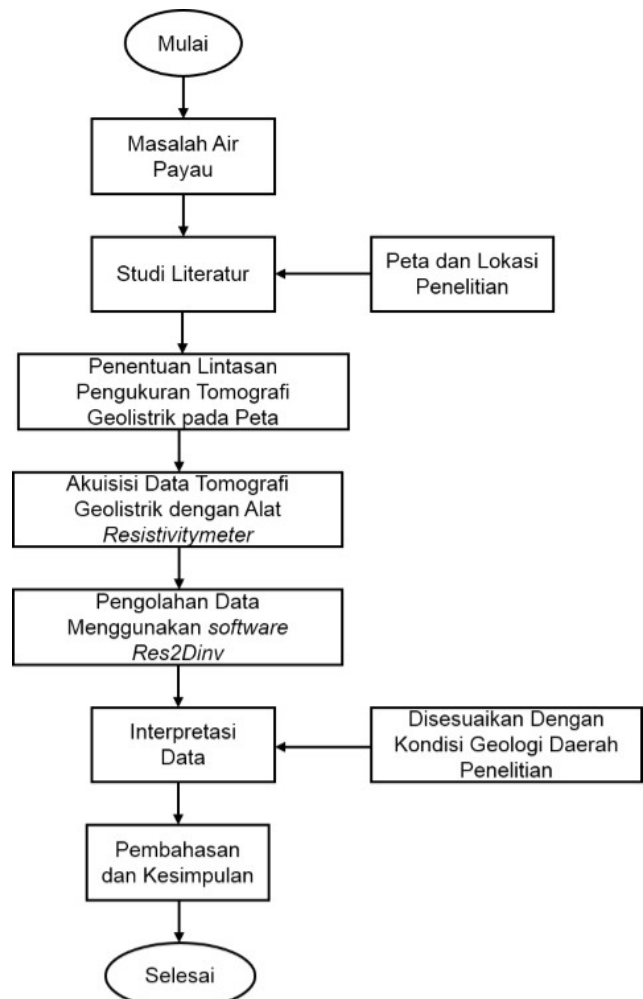 Mulai
Masalah Air
Payau
Studi Literatur
Peta dan Lokasi
Penelitian
Penentuan Lintasan
Pengukuran Tomografi
Geolistrik pada Peta
Akuisisi Data Tomografi
Geolistrik dengan Alat
Resistivitymeter
Pengolahan Data
Menggunakan software
Res2Dinv
Interpretasi
Data
Disesuaikan Dengan
Kondisi Geologi Daerah
Penelitian
Pembahasan
dan Kesimpulan
Selesai